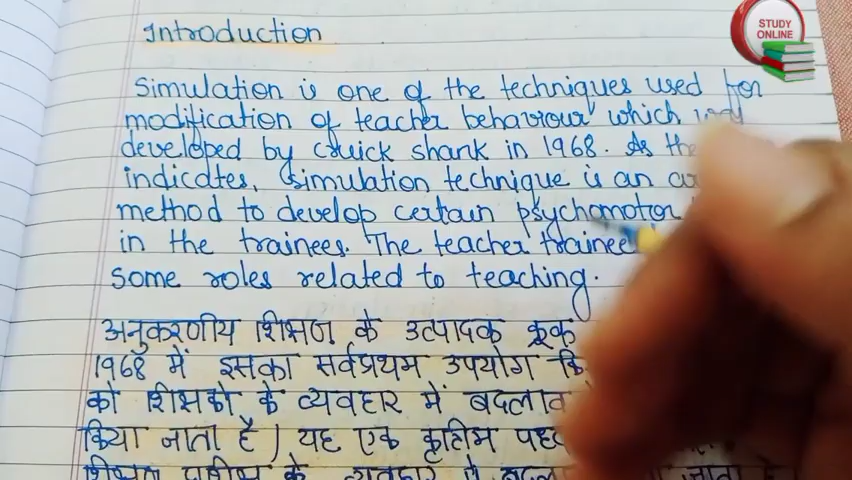 STUDY
ONLINE
Introduction
Simulation is one of the techniques used for
modification of teacher behaviour which
developed by Cruick shank in 1968. As the
indicates, simulation technique is an
method to develop certain psychomotor
in the trainees. The teacher trainee
some roles related to teaching.
अनुकरणीय शिक्षण के उत्पादक क्रूक
1968 में इसका सर्वप्रथम उपयोग
को शिक्षको के व्यवहार में बदलाव
किया जाता है। यह एक कृत्रिम
के